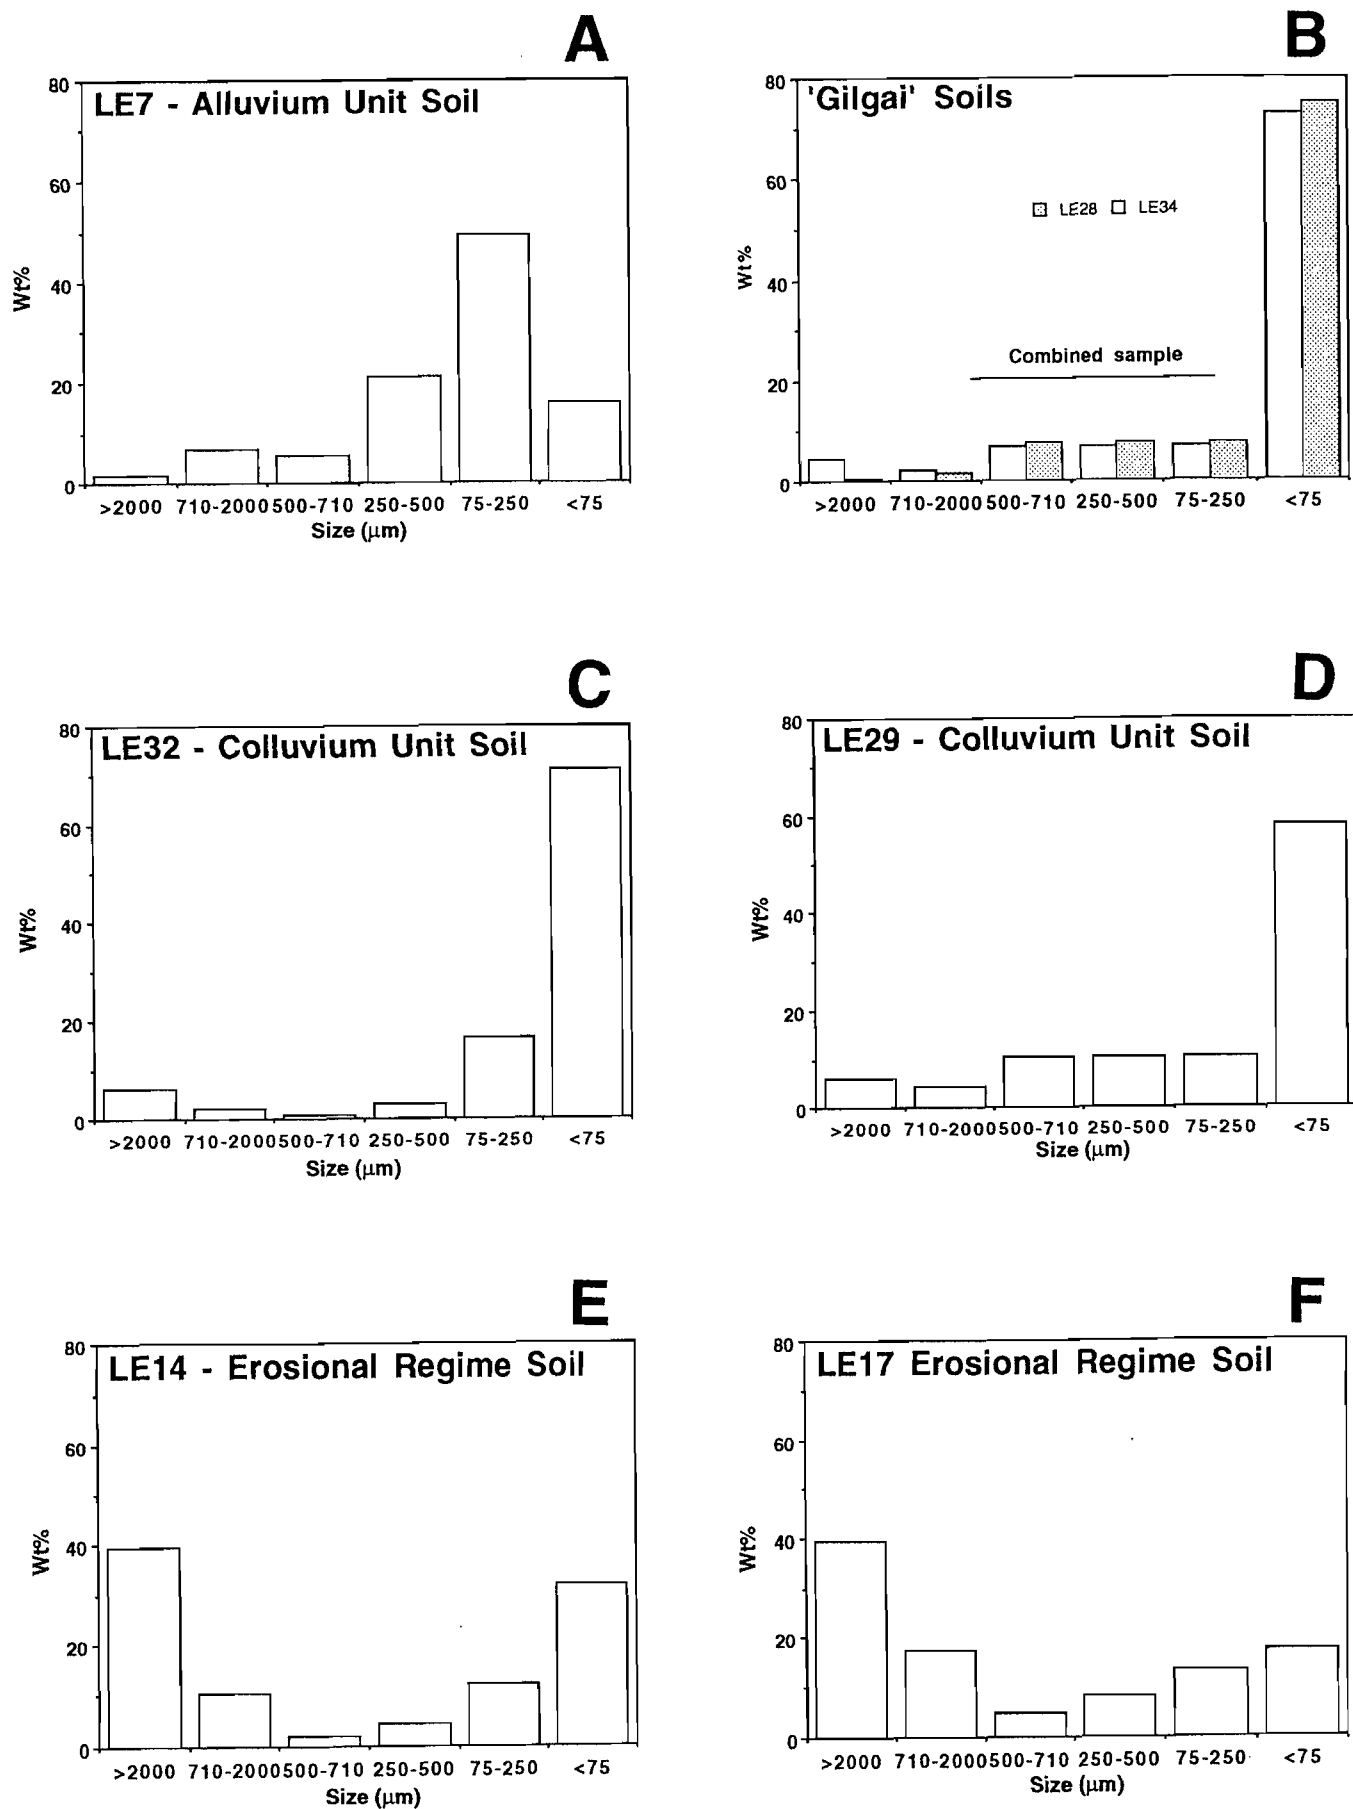 A
LE7 - Alluvium Unit Soil
80
60
40
20
0
Wt%
>2000 710-2000 500-710 250-500 75-250 <75
Size (μm)
B
'Gilgai' Soils
80
60
40
20
0
Wt%
LE28 LE34
Combined sample
>2000 710-2000 500-710 250-500 75-250 <75
C
LE32 - Colluvium Unit Soil
80
60
40
20
0
Wt%
>2000 710-2000 500-710 250-500 75-250 <75
Size (μm)
D
LE29 - Colluvium Unit Soil
80
60
40
20
0
Wt%
>2000 710-2000 500-710 250-500 75-250 <75
Size (μm)
E
LE14 - Erosional Regime Soil
80
60
40
20
0
Wt%
>2000 710-2000 500-710 250-500 75-250 <75
Size (μm)
F
LE17 Erosional Regime Soil
80
60
40
20
0
Wt%
>2000 710-2000 500-710 250-500 75-250 <75
Size (μm)